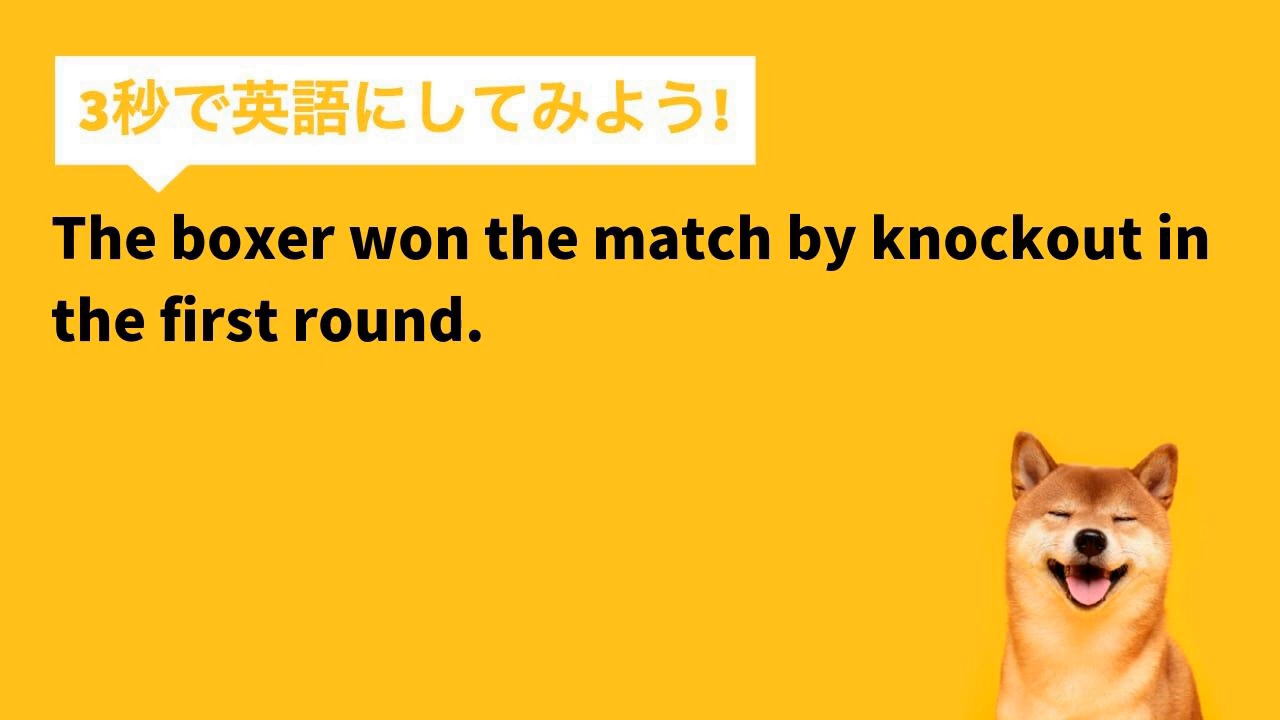 3秒で英語にしてみよう!
The boxer won the match by knockout in
the first round.